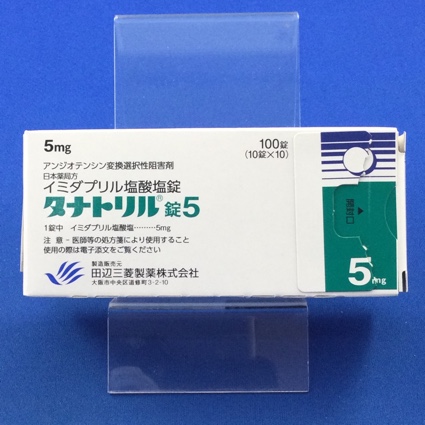 5mg
100錠
(10錠×10)
アンジオテンシン変換選択性阻害剤
日本薬局方
イミダプリル塩酸塩錠
タナトリル®錠5
1錠中 イミダプリル塩酸塩………5mg
注 意-医師等の処方箋により使用すること
使用の際は電子添文をご覧ください
製造販売元
田辺三菱製薬株式会社
大阪市中央区道修町3-2-10
開封口
5mg